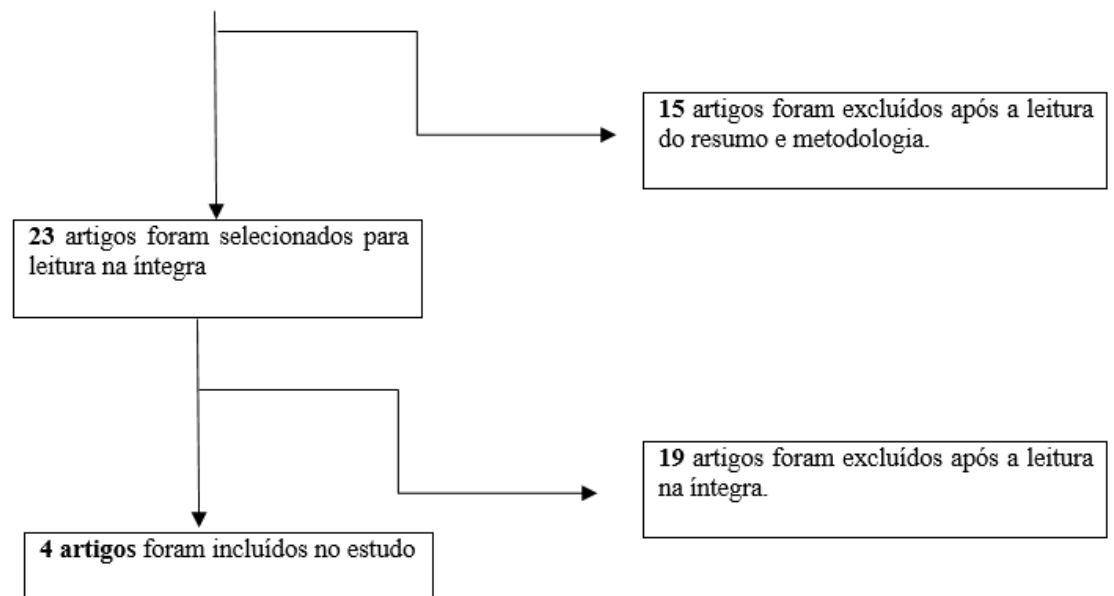 15 artigos foram excluídos após a leitura
do resumo e metodologia.
23 artigos foram selecionados para
leitura na íntegra
19 artigos foram excluídos após a leitura
na íntegra.
4 artigos foram incluídos no estudo